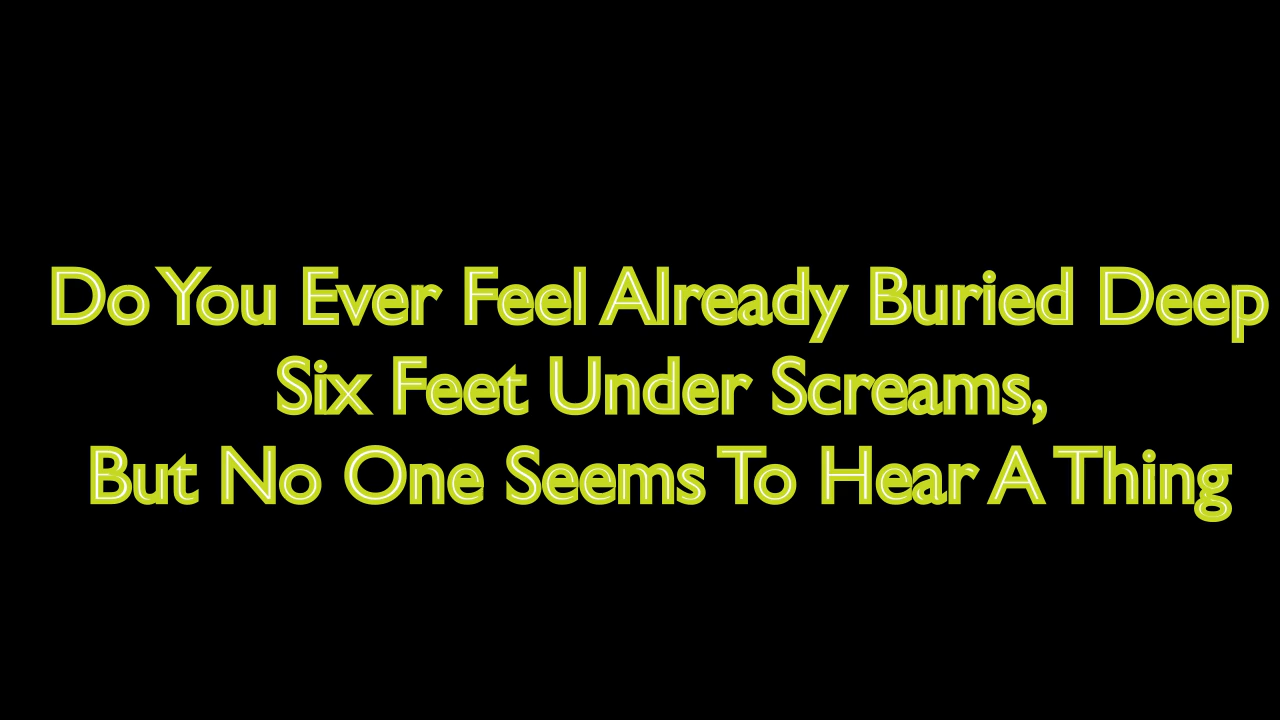 Do You Ever Feel Already Buried Deep
Six Feet Under Screams,
But No One Seems To Hear A Thing